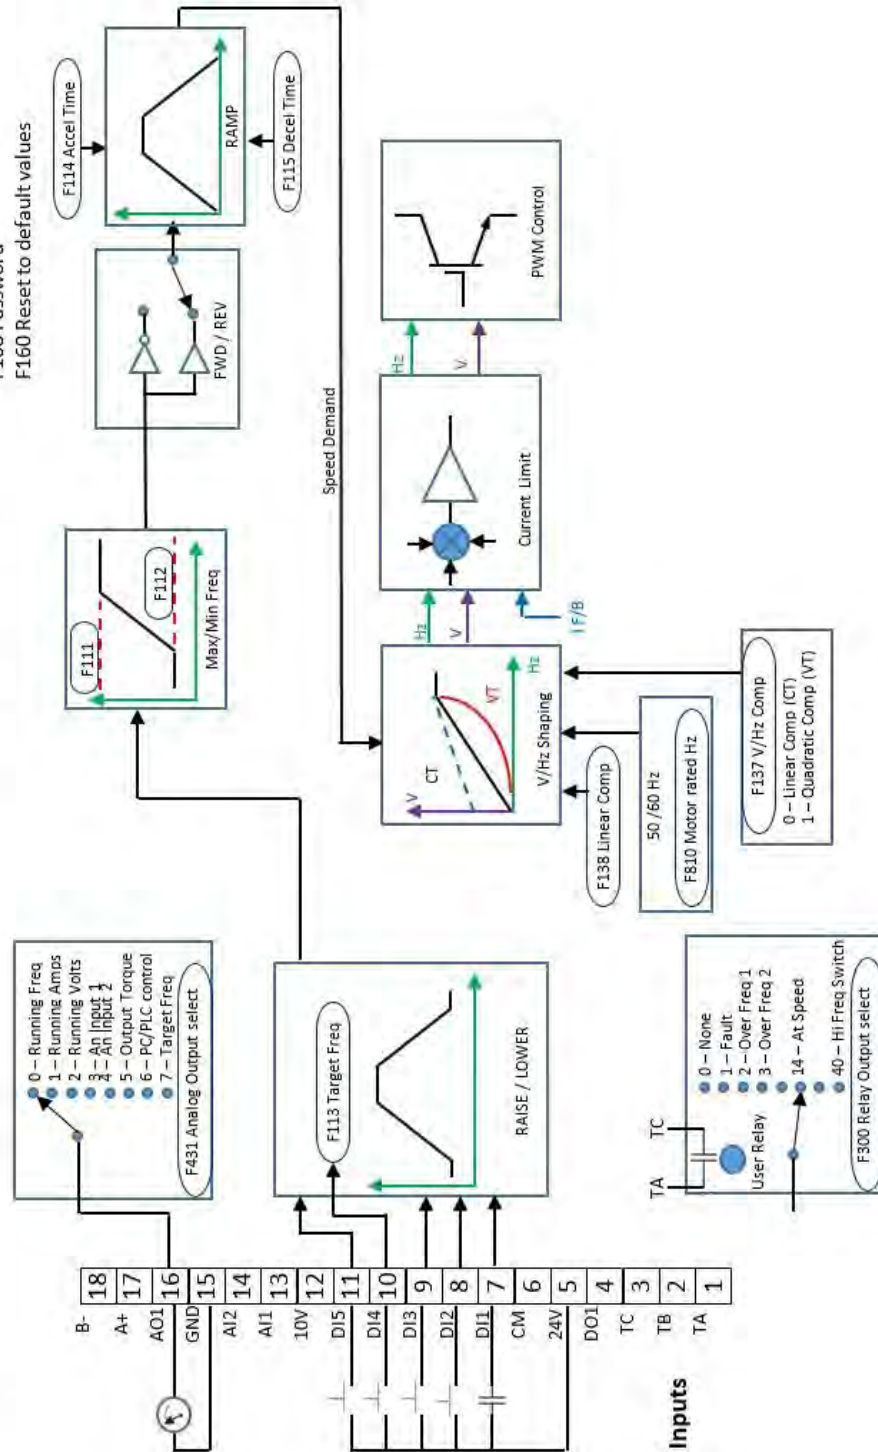 F160 Reset to default values
F114 Accel Time
RAMP
F115 Decel Time
FWD / REV
F111
F112
Max/Min Freq
Speed Demand
0 – Running Freq
1 – Running Amps
2 – Running Volts
3 – An Input 1
4 – An Input 2
5 – Output Torque
6 – PC/PLC control
7 – Target Freq
F431 Analog Output select
F113 Target Freq
RAISE / LOWER
V
CT
VT
Hz
V/Hz Shaping
Hz
V
I F/B
Current Limit
Hz
V
PWM Control
F138 Linear Comp
50 /60 Hz
F810 Motor rated Hz
F137 V/Hz Comp
0 – Linear Comp (CT)
1 – Quadratic Comp (VT)
TA
TC
User Relay
0 – None
1 – Fault
2 – Over Freq 1
3 – Over Freq 2
14 – At Speed
40 – Hi Freq Switch
F300 Relay Output select
B- 18
A+ 17
AO1 16
GND 15
AI2 14
AI1 13
10V 12
DI5 11
DI4 10
DI3 9
DI2 8
DI1 7
CM 6
24V 5
DO1 4
TC 3
TB 2
TA 1
Inputs